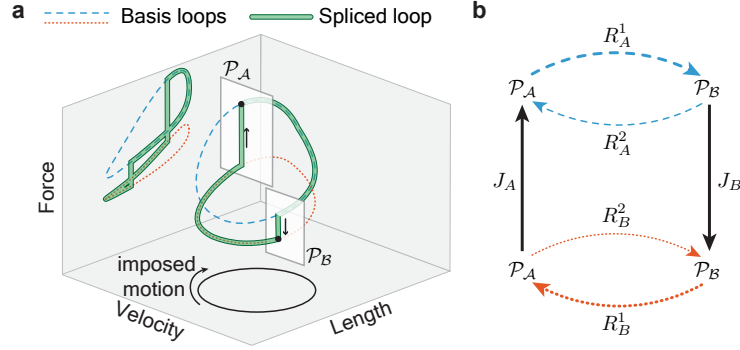 a
Basis loops
Spliced loop
Force
Velocity
Length
imposed
motion
𝒫_𝒜
𝒫_ℬ
b
R_A^1
𝒫_𝒜
𝒫_ℬ
R_A^2
J_A
J_B
R_B^2
𝒫_𝒜
𝒫_ℬ
R_B^1